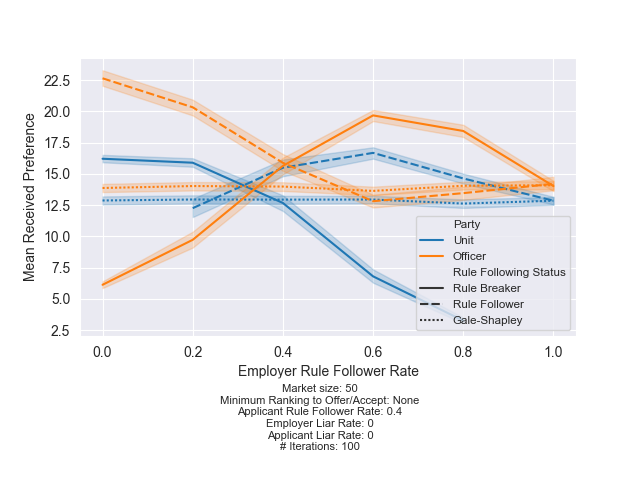 22.5
20.0
17.5
15.0
12.5
10.0
7.5
5.0
2.5
Mean Received Preference
Party
Unit
Officer
Rule Following Status
Rule Breaker
Rule Follower
Gale-Shapley
0.0 0.2 0.4 0.6 0.8 1.0
Employer Rule Follower Rate
Market size: 50
Minimum Ranking to Offer/Accept: None
Applicant Rule Follower Rate: 0.4
Employer Liar Rate: 0
Applicant Liar Rate: 0
# Iterations: 100